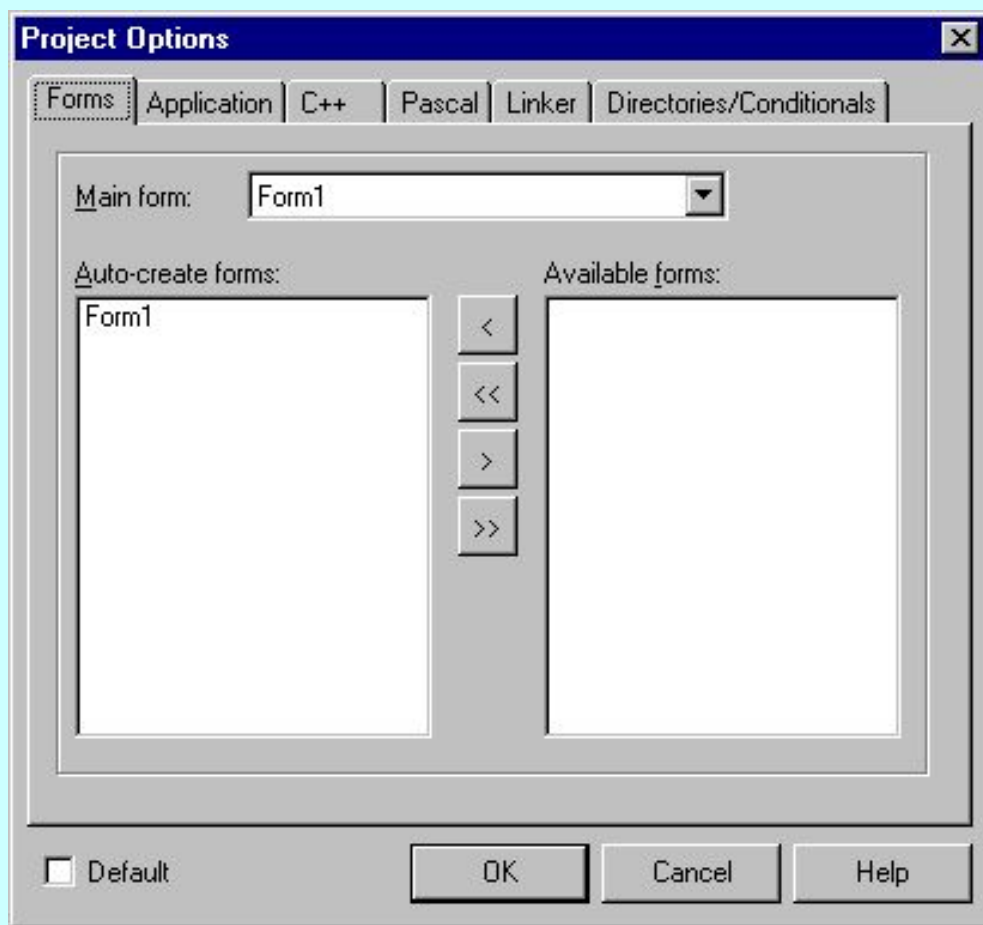 Project Options
Forms Application C++ Pascal Linker Directories/Conditionals
Main form: Form1
Auto-create forms: Available forms:
Form1
<
<<
>
>>
Default OK Cancel Help